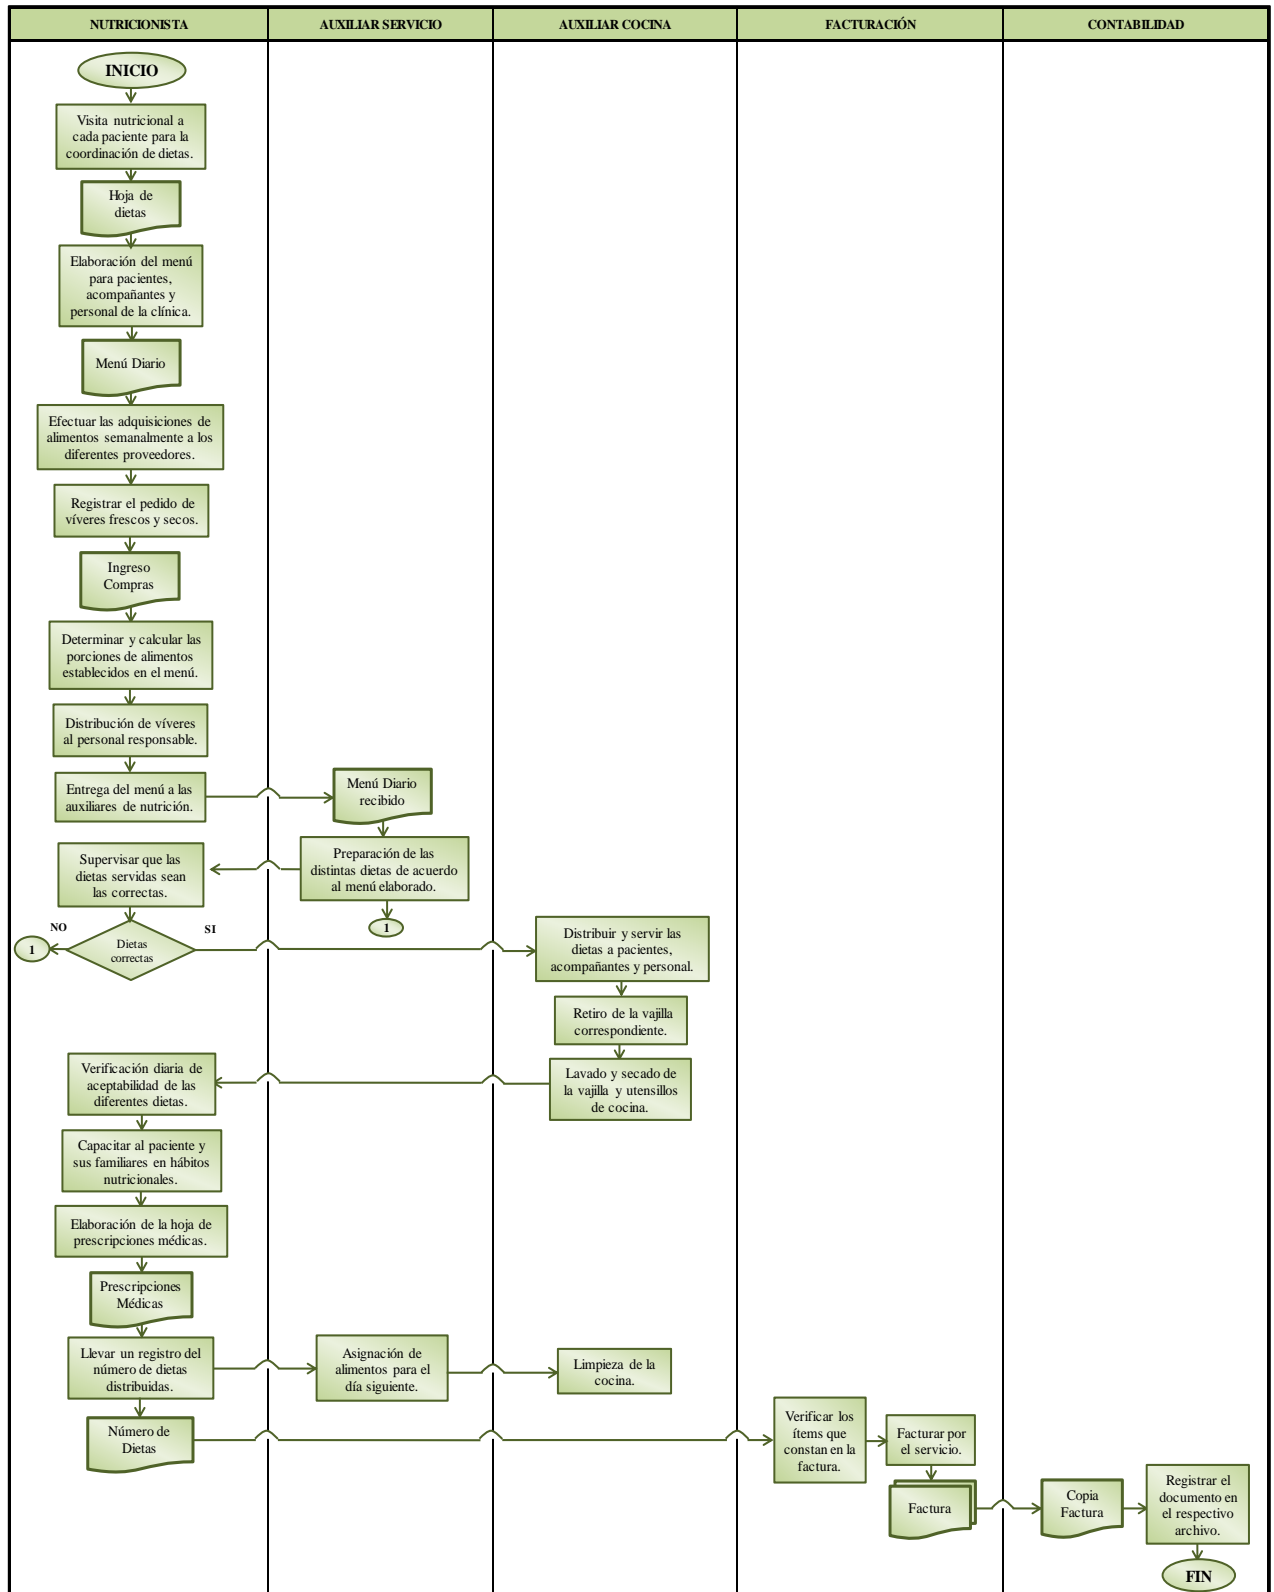 NUTRICIONISTA
AUXILIAR SERVICIO
AUXILIAR COCINA
FACTURACIÓN
CONTABILIDAD
INICIO
Visita nutricional a
cada paciente para la
coordinación de dietas.
Hoja de
dietas
Elaboración del menú
para pacientes,
acompañantes y
personal de la clínica.
Menú Diario
Efectuar las adquisiciones de
alimentos semanalmente a los
diferentes proveedores.
Registrar el pedido de
víveres frescos y secos.
Ingreso
Compras
Determinar y calcular las
porciones de alimentos
establecidos en el menú.
Distribución de víveres
al personal responsable.
Entrega del menú a las
auxiliares de nutrición.
Menú Diario
recibido
Preparación de las
distintas dietas de acuerdo
al menú elaborado.
1
Supervisar que las
dietas servidas sean
las correctas.
NO
SI
1
Dietas
correctas
Distribuir y servir las
dietas a pacientes,
acompañantes y personal.
Retiro de la vajilla
correspondiente.
Lavado y secado de
la vajilla y utensillos
de cocina.
Verificación diaria de
aceptabilidad de las
diferentes dietas.
Capacitar al paciente y
sus familiares en hábitos
nutricionales.
Elaboración de la hoja de
prescripciones médicas.
Prescripciones
Médicas
Llevar un registro del
número de dietas
distribuidas.
Asignación de
alimentos para el
día siguiente.
Limpieza de la
cocina.
Número de
Dietas
Verificar los
ítems que
constan en la
factura.
Facturar por
el servicio.
Factura
Copia
Factura
Registrar el
documento en
el respectivo
archivo.
FIN